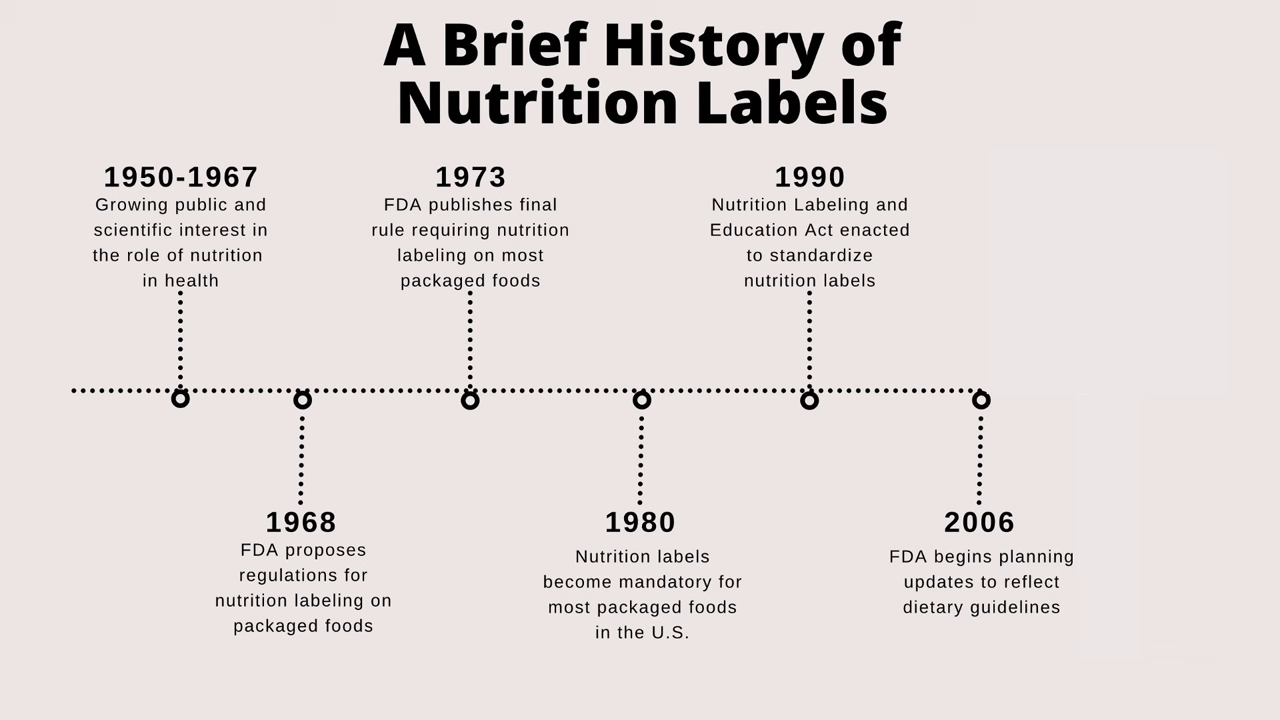 A Brief History of
Nutrition Labels
1950-1967
Growing public and
scientific interest in
the role of nutrition
in health
1968
FDA proposes
regulations for
nutrition labeling on
packaged foods
1973
FDA publishes final
rule requiring nutrition
labeling on most
packaged foods
1980
Nutrition labels
become mandatory for
most packaged foods
in the U.S.
1990
Nutrition Labeling and
Education Act enacted
to standardize
nutrition labels
2006
FDA begins planning
updates to reflect
dietary guidelines